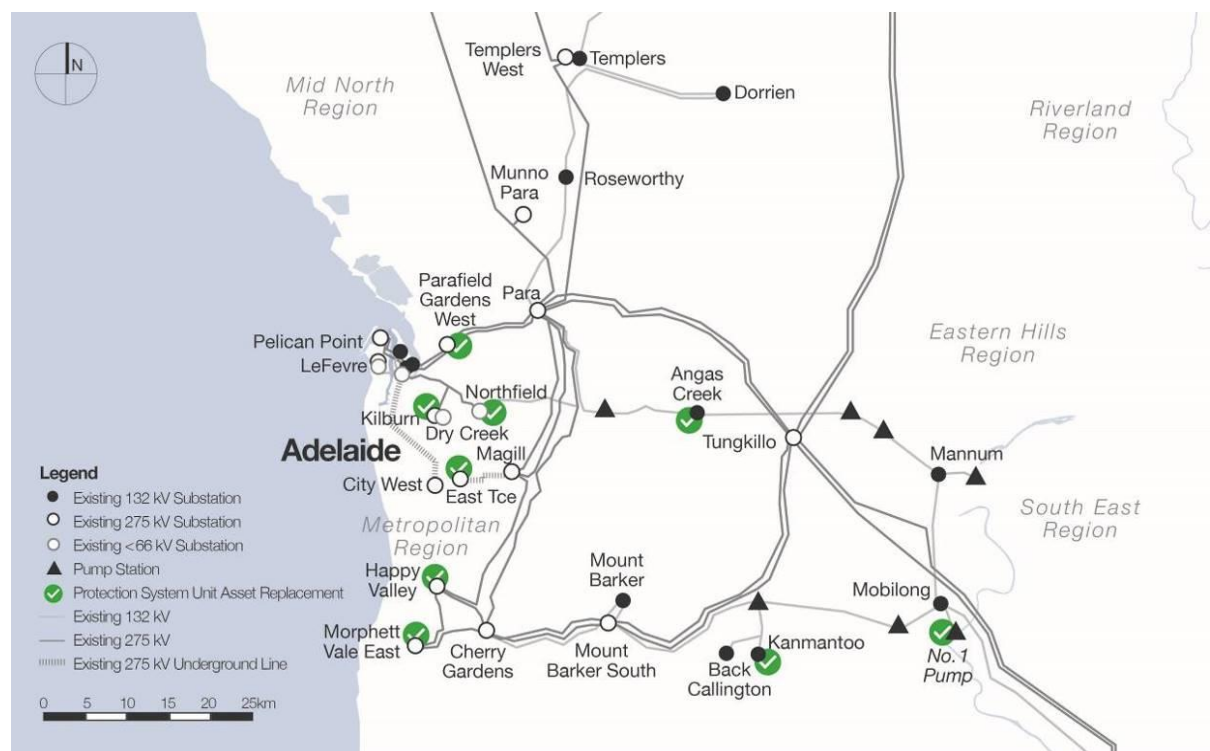 N
Templers
West
Templers
Dorrien
Mid North
Region
Riverland
Region
Munno
Para
Roseworthy
Parafield
Gardens
West
Para
Pelican Point
LeFevre
Eastern Hills
Region
Northfield
Angas
Creek
Kilburn
Dry Creek
Tungkillo
Adelaide
Magill
Mannum
City West
East Tce
South East
Region
Metropolitan
Region
Legend
Existing 132 kV Substation
Existing 275 kV Substation
Existing <66 kV Substation
Pump Station
Protection System Unit Asset Replacement
Existing 132 kV
Existing 275 kV
Existing 275 kV Underground Line
0 5 10 15 20 25km
Happy
Valley
Mount
Barker
Mobilong
Morphett
Vale East
Cherry
Gardens
Mount
Barker South
Kanmantoo
Back
Callington
No. 1
Pump